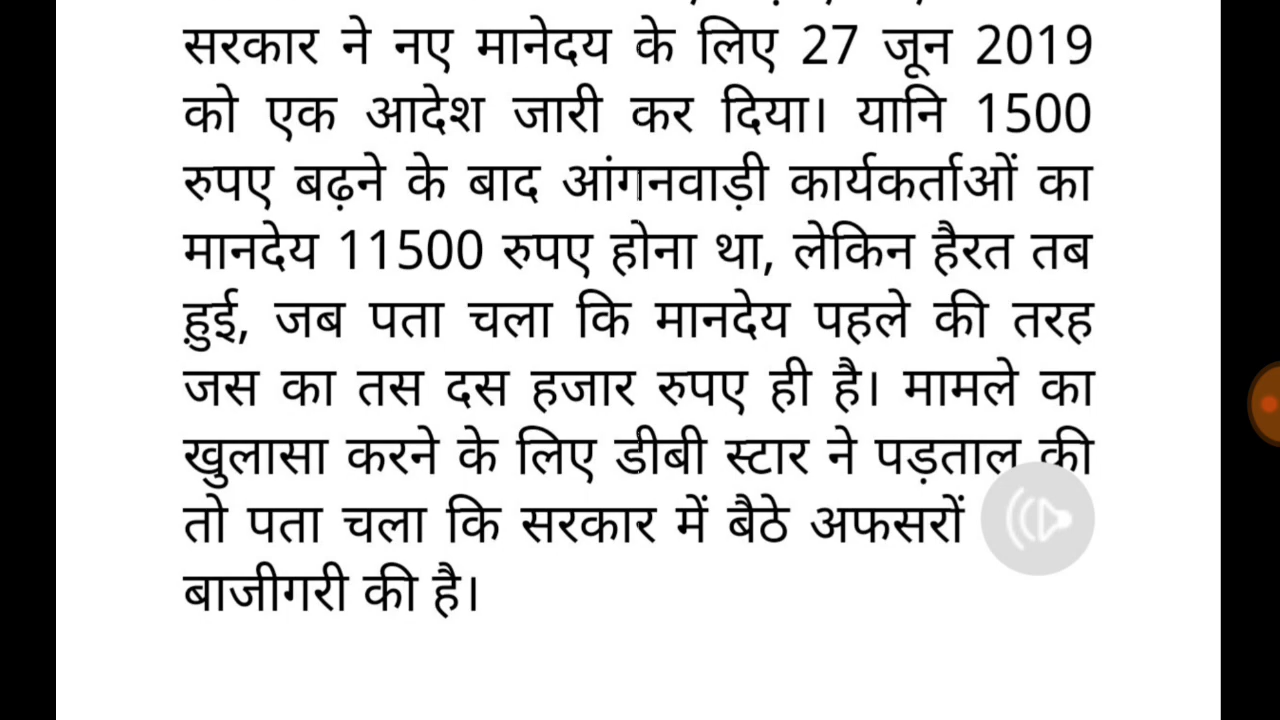 सरकार ने नए मानेदय के लिए 27 जून 2019
को एक आदेश जारी कर दिया। यानि 1500
रुपए बढ़ने के बाद आंगनवाड़ी कार्यकर्ताओं का
मानदेय 11500 रुपए होना था, लेकिन हैरत तब
हुई, जब पता चला कि मानदेय पहले की तरह
जस का तस दस हजार रुपए ही है। मामले का
खुलासा करने के लिए डीबी स्टार ने पड़ताल की
तो पता चला कि सरकार में बैठे अफसरों
बाजीगरी की है।